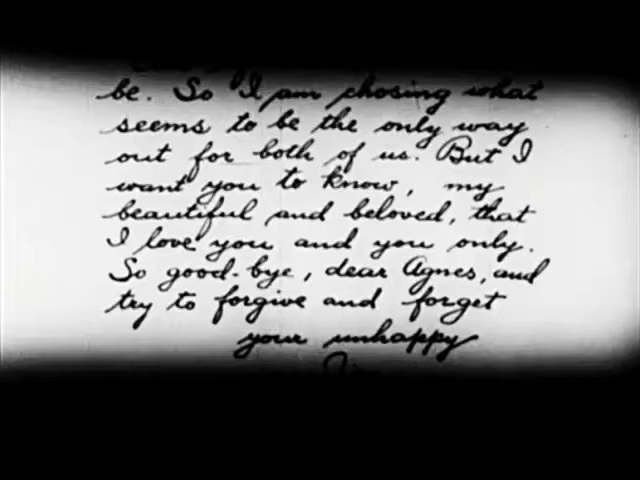 be. So I am chosing what
seems to be the only way
out for both of us. But I
want you to know, my
beautiful and beloved, that
I love you and you only.
So good-bye, dear Agnes, and
try to forgive and forget
your unhappy